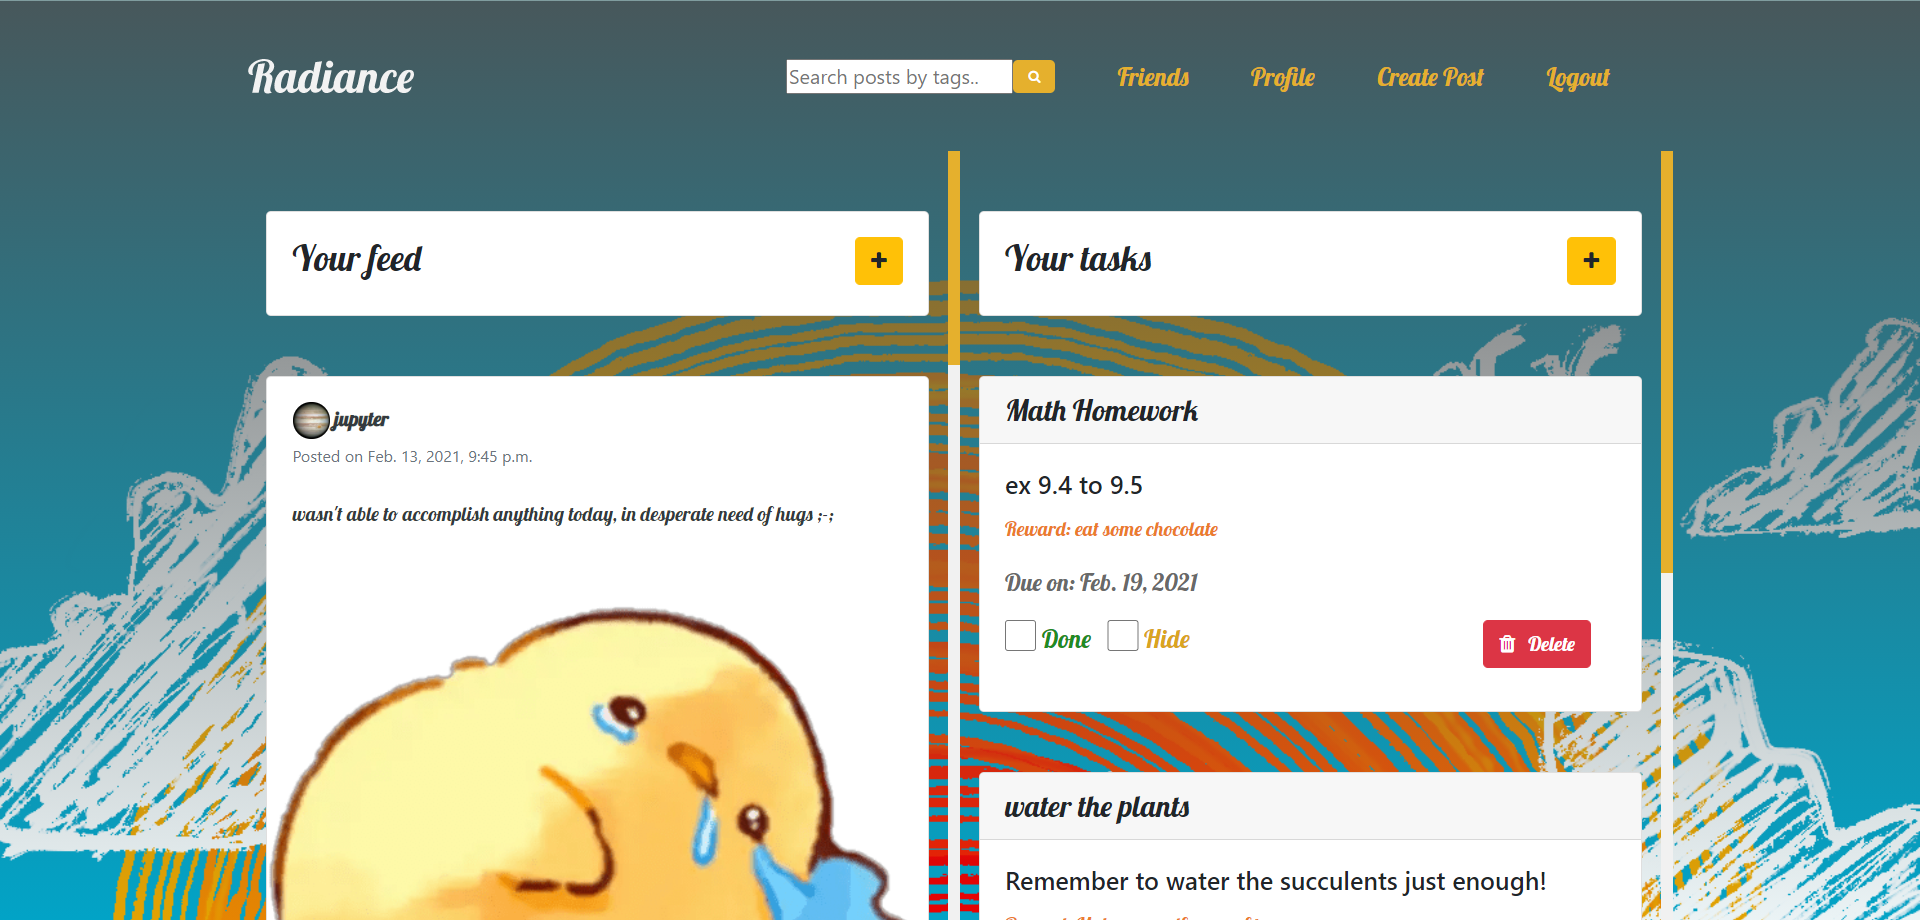 Radiance
Search posts by tags..
Friends
Profile
Create Post
Logout
Your feed
jupyter
Posted on Feb. 13, 2021, 9:45 p.m.
wasn't able to accomplish anything today, in desperate need of hugs ;-;
Your tasks
Math Homework
ex 9.4 to 9.5
Reward: eat some chocolate
Due on: Feb. 19, 2021
Done
Hide
Delete
water the plants
Remember to water the succulents just enough!